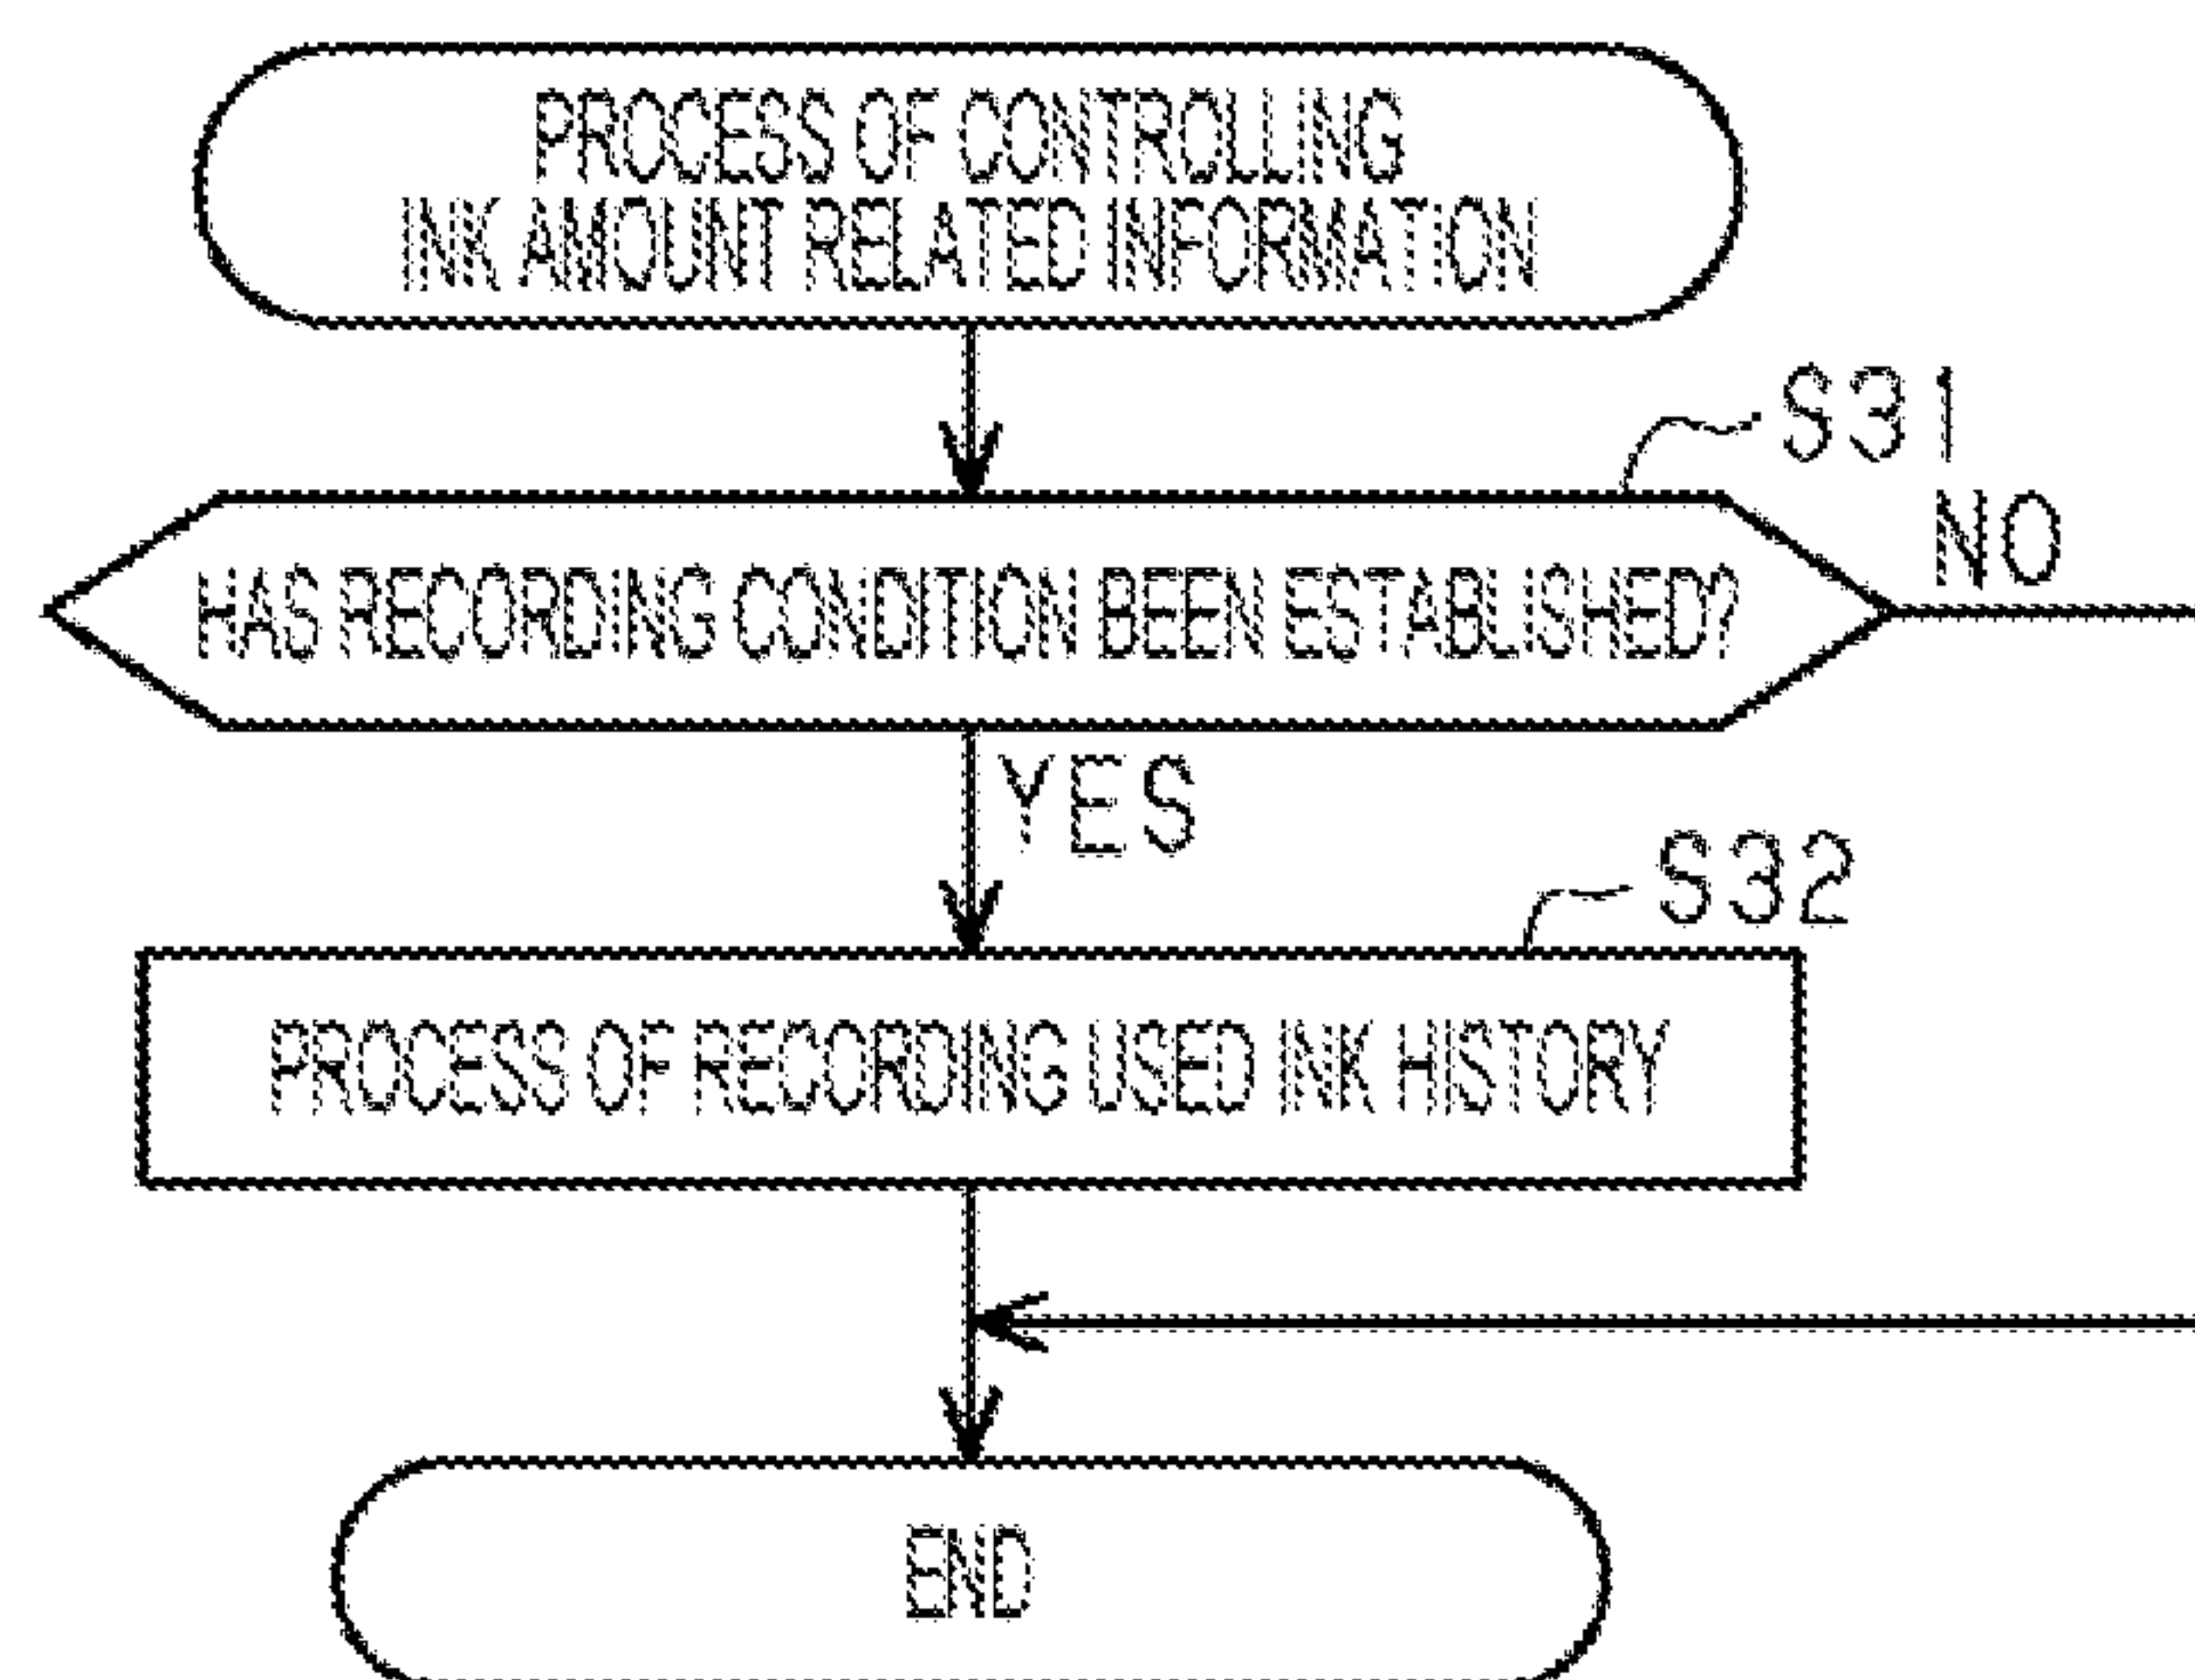 PROCESS OF CONTROLLING
INK AMOUNT RELATED INFORMATION
S31
HAS RECORDING CONDITION BEEN ESTABLISHED?
NO
YES
S32
PROCESS OF RECORDING USED INK HISTORY
END